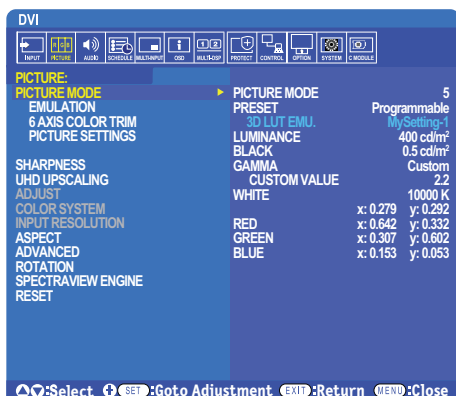 DVI
INPUT PICTURE AUDIO SCHEDULE MULTI-INPUT OSD MULTI-DSP PROTECT CONTROL OPTION SYSTEM C MODULE
PICTURE:
PICTURE MODE
EMULATION
6 AXIS COLOR TRIM
PICTURE SETTINGS
SHARPNESS
UHD UPSCALING
ADJUST
COLOR SYSTEM
INPUT RESOLUTION
ASPECT
ADVANCED
ROTATION
SPECTRAVIEW ENGINE
RESET
PICTURE MODE 5
PRESET Programmable
3D LUT EMU. MySetting-1
LUMINANCE 400 cd/m²
BLACK 0.5 cd/m²
GAMMA Custom
CUSTOM VALUE 2.2
WHITE 10000 K
x: 0.279 y: 0.292
RED x: 0.642 y: 0.332
GREEN x: 0.307 y: 0.602
BLUE x: 0.153 y: 0.053
:Select SET :Goto Adjustment EXIT :Return MENU :Close